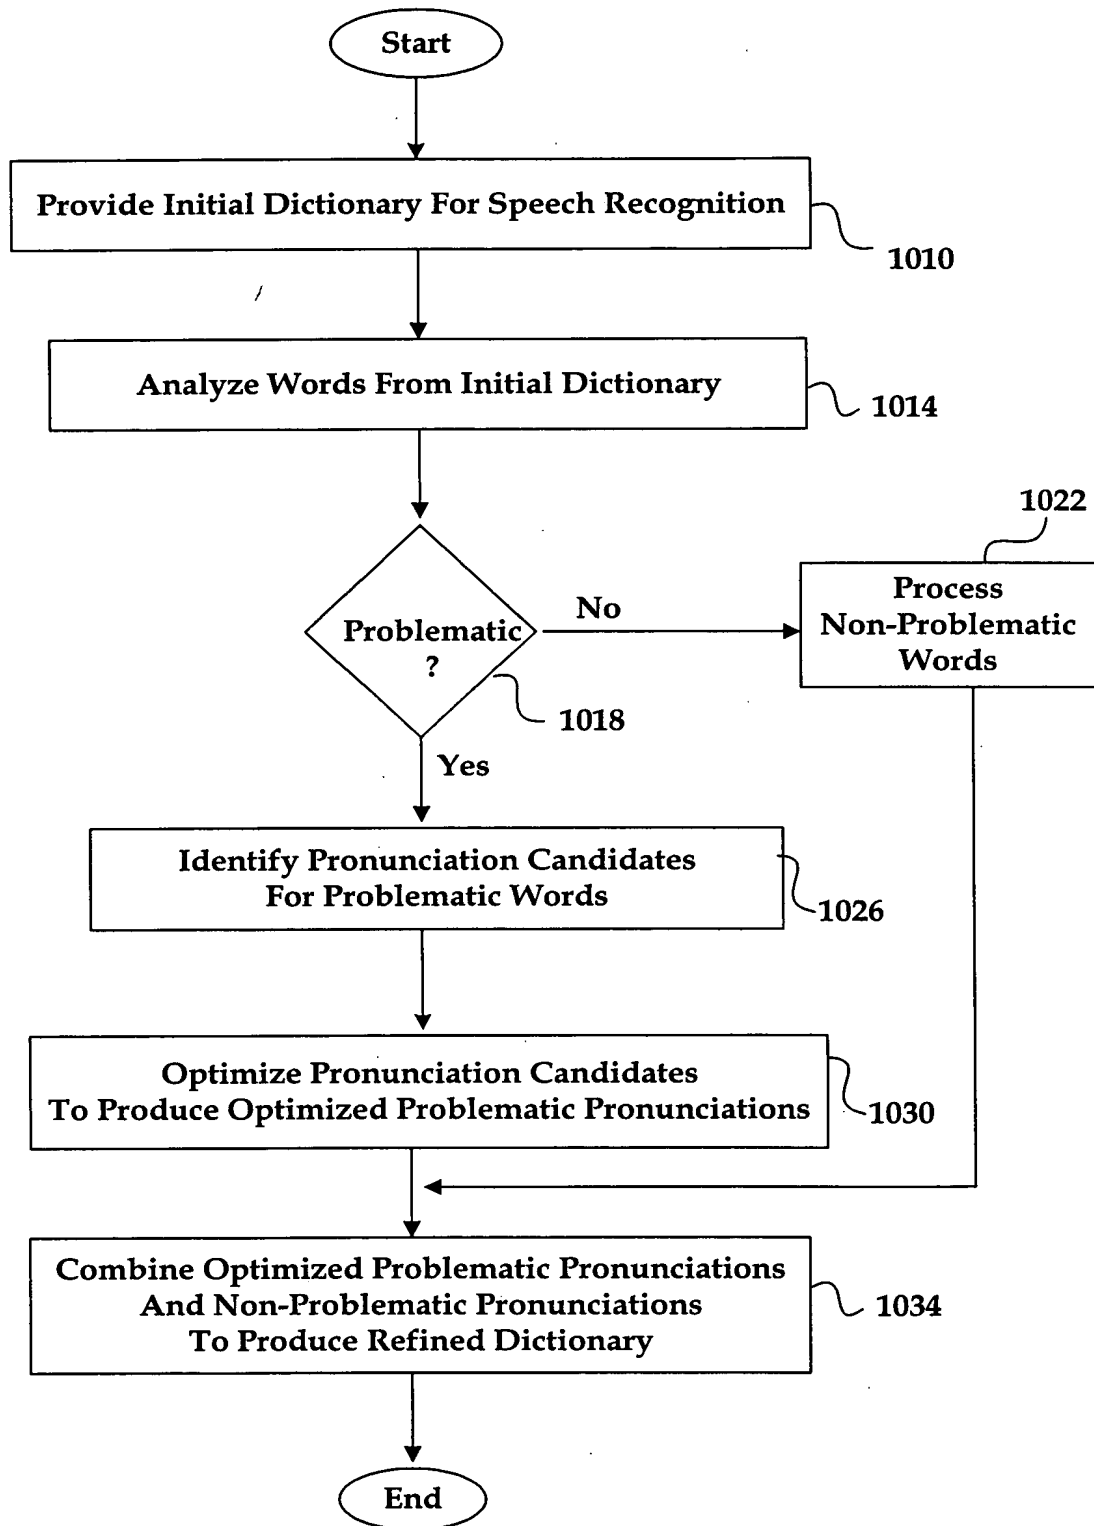 Start
Provide Initial Dictionary For Speech Recognition
1010
Analyze Words From Initial Dictionary
1014
1022
Process
Non-Problematic
Words
No
Problematic
?
1018
Yes
Identify Pronunciation Candidates
For Problematic Words
1026
Optimize Pronunciation Candidates
To Produce Optimized Problematic Pronunciations
1030
Combine Optimized Problematic Pronunciations
And Non-Problematic Pronunciations
To Produce Refined Dictionary
1034
End